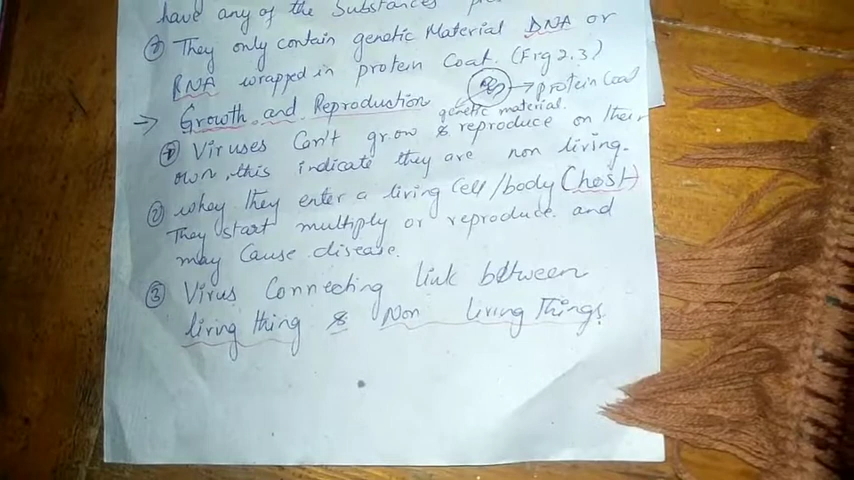 have any of the Substances
① They only contain genetic Material DNA or
RNA wrapped in protein Coat. (Frg 2.3)
→ protein Coat
genetic material.
→ Growth and Reproduction
① Viruses Can't grow & reproduce on their
own, this indicate they are non living.
② whey they enter a living Cell/body (host)
They start multiply or reproduce and
may Cause disease.
③ Virus Connecting link between
living thing & Non living Things.